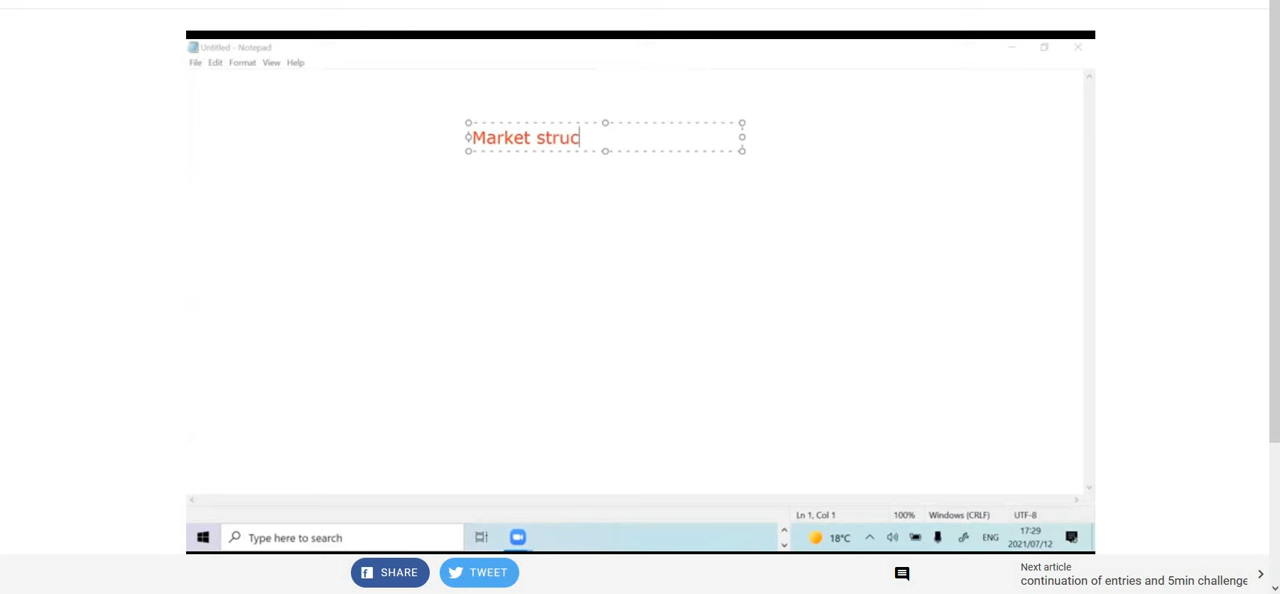 Untitled - Notepad
File Edit Format View Help
Market struc
Ln 1, Col 1 100% Windows (CRLF) UTF-8
Type here to search
18°C ENG
17:29
2021/07/12
SHARE TWEET
Next article
continuation of entries and 5min challenge